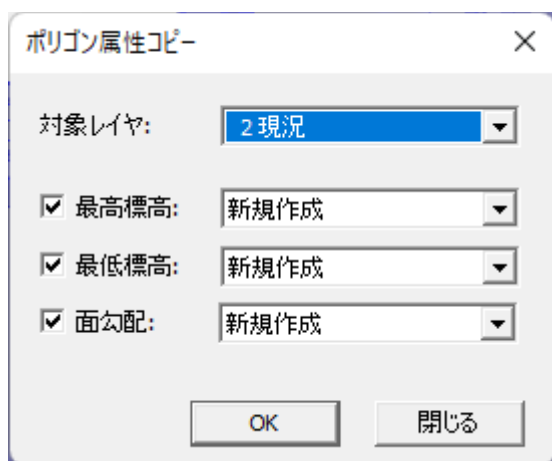 ポリゴン属性コピー
対象レイヤ: 2 現況
最高標高: 新規作成
最低標高: 新規作成
面勾配: 新規作成
OK 閉じる